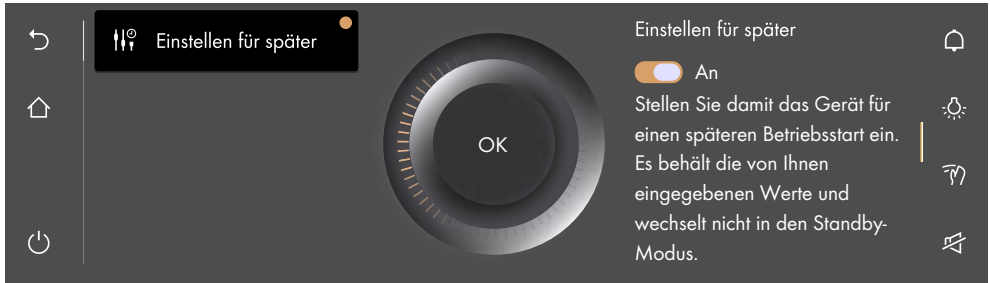 Einstellen für später
OK
Einstellen für später
An
Stellen Sie damit das Gerät für
einen späteren Betriebsstart ein.
Es behält die von Ihnen
eingegebenen Werte und
wechselt nicht in den Standby-
Modus.